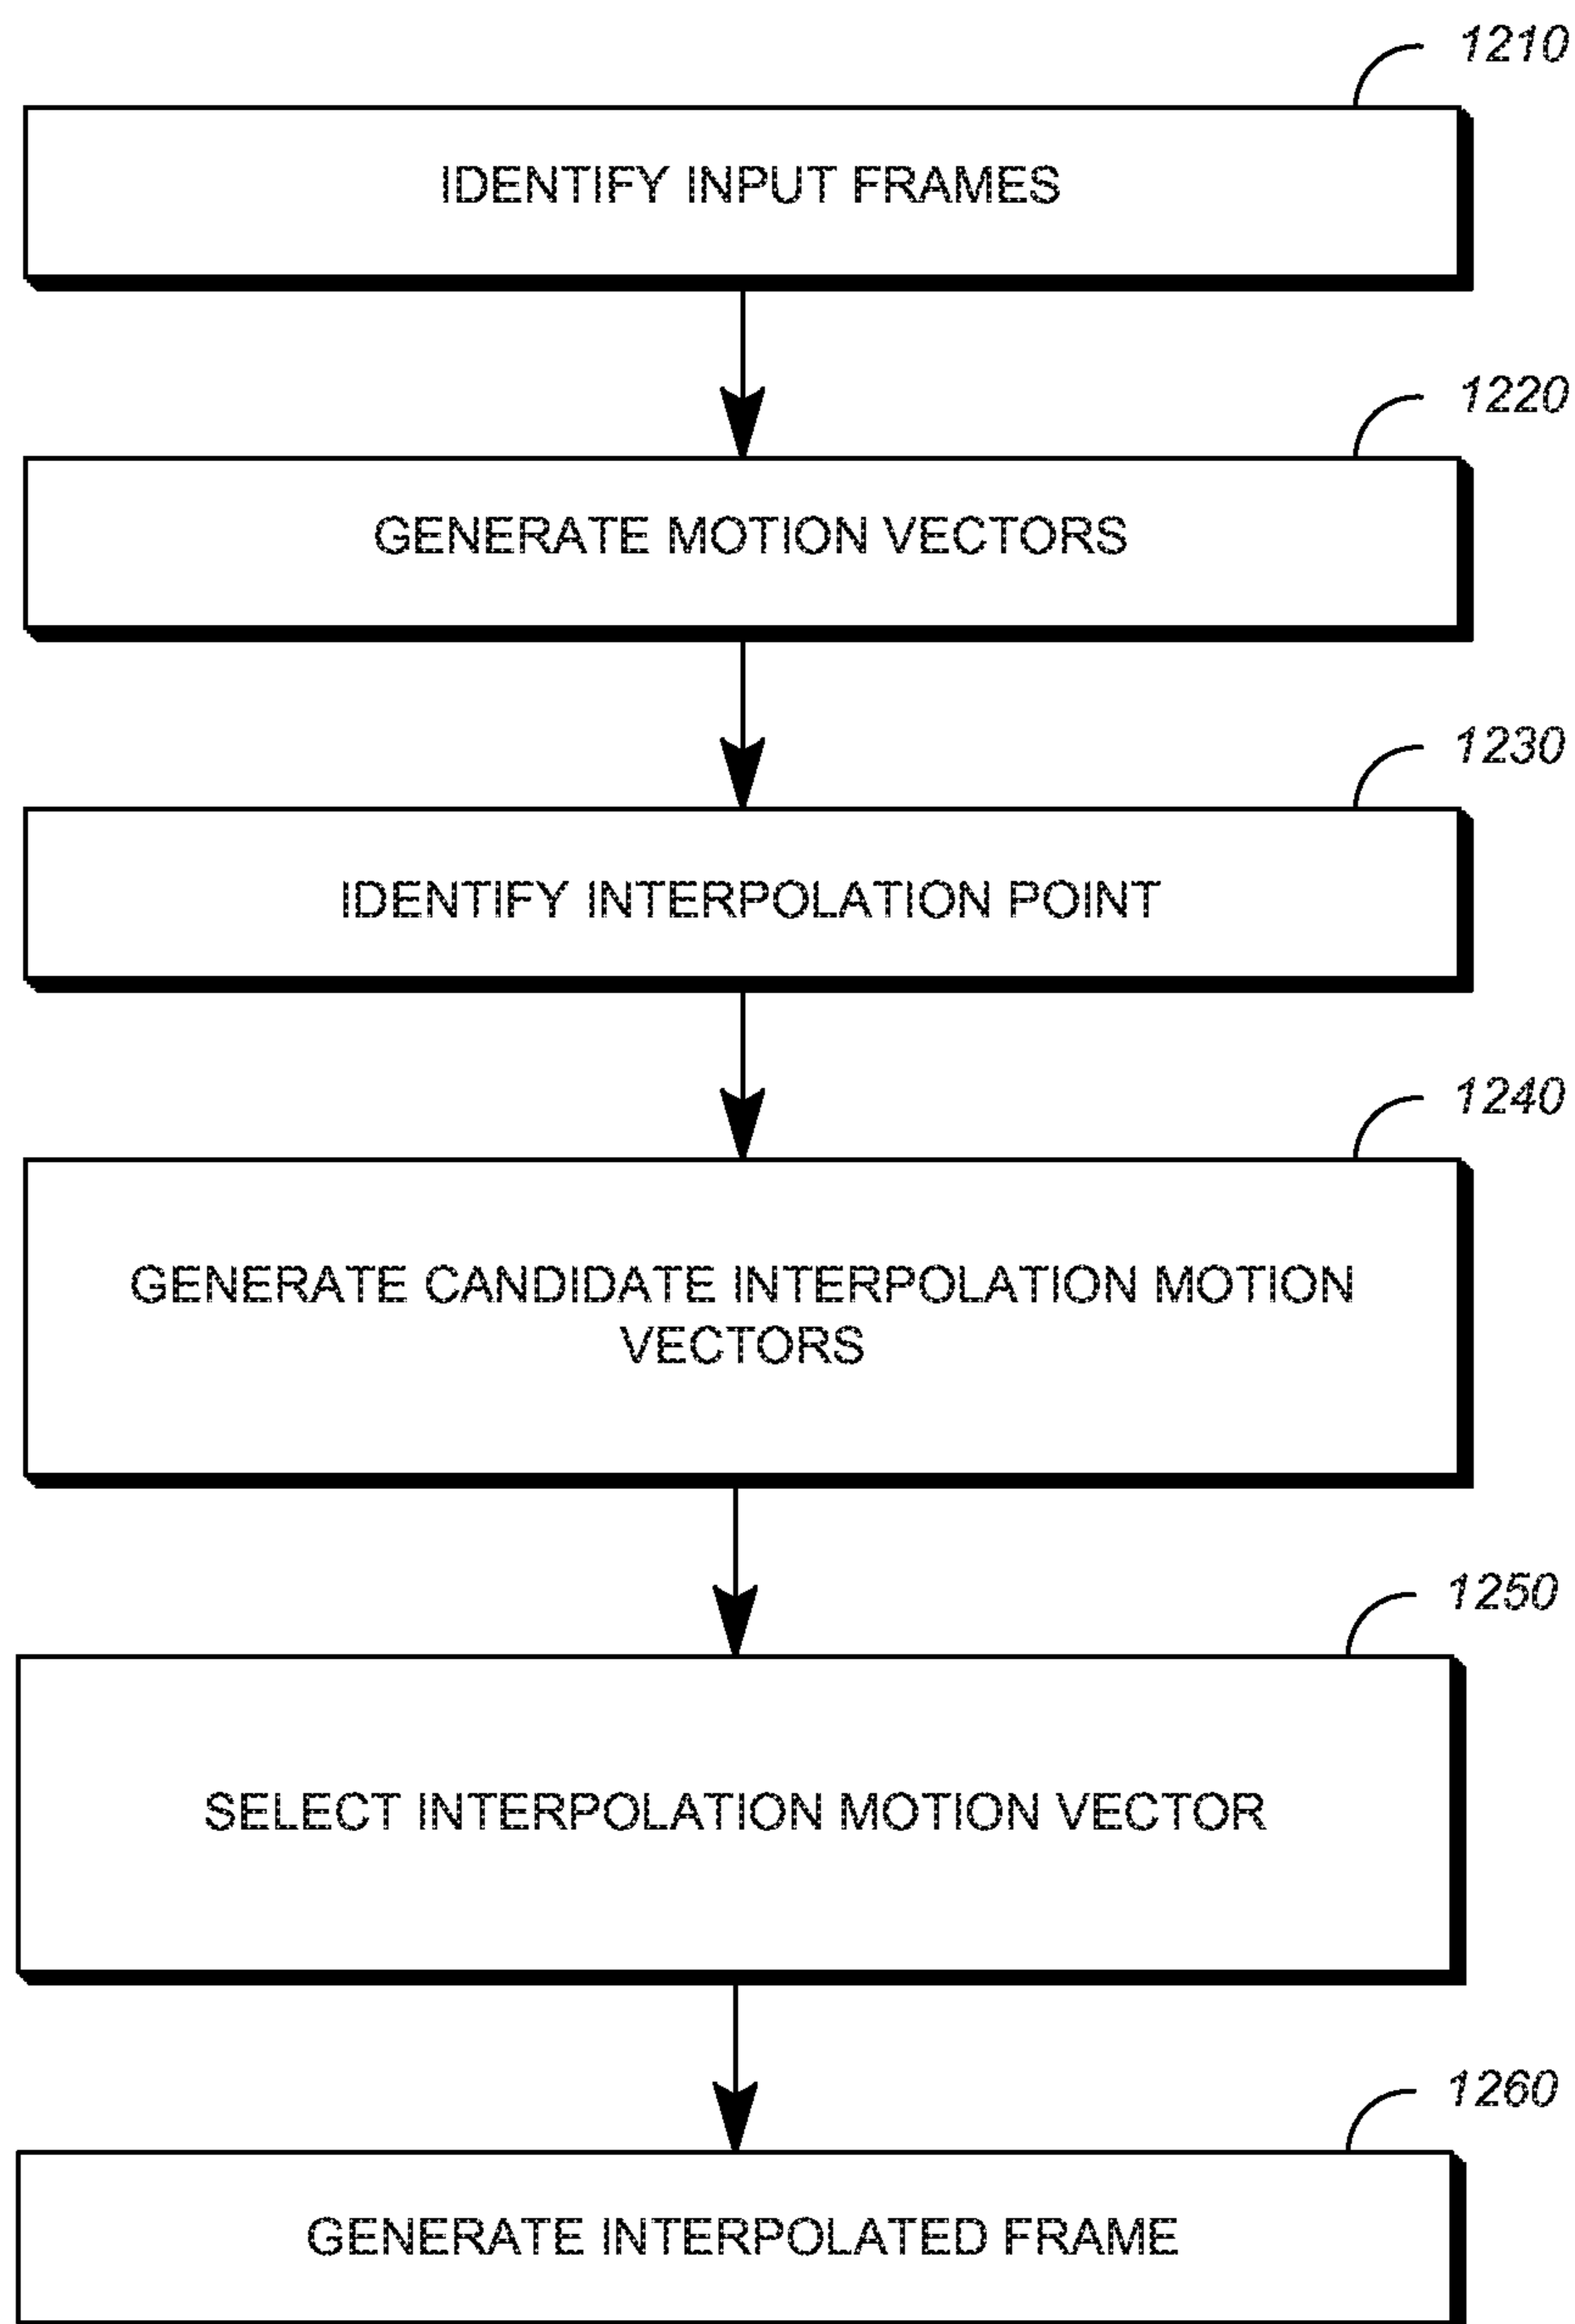 1210
IDENTIFY INPUT FRAMES
1220
GENERATE MOTION VECTORS
1230
IDENTIFY INTERPOLATION POINT
1240
GENERATE CANDIDATE INTERPOLATION MOTION
VECTORS
1250
SELECT INTERPOLATION MOTION VECTOR
1260
GENERATE INTERPOLATED FRAME